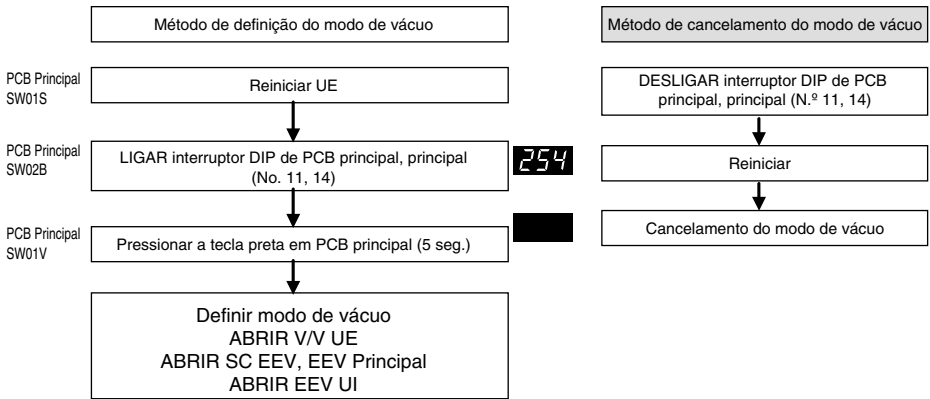 Método de definição do modo de vácuo
PCB Principal
SW01S
Reiniciar UE
PCB Principal
SW02B
LIGAR interruptor DIP de PCB principal, principal
(No. 11, 14)
254
PCB Principal
SW01V
Pressionar a tecla preta em PCB principal (5 seg.)
Definir modo de vácuo
ABRIR V/V UE
ABRIR SC EEV, EEV Principal
ABRIR EEV UI
Método de cancelamento do modo de vácuo
DESLIGAR interruptor DIP de PCB
principal, principal (N.º 11, 14)
Reiniciar
Cancelamento do modo de vácuo